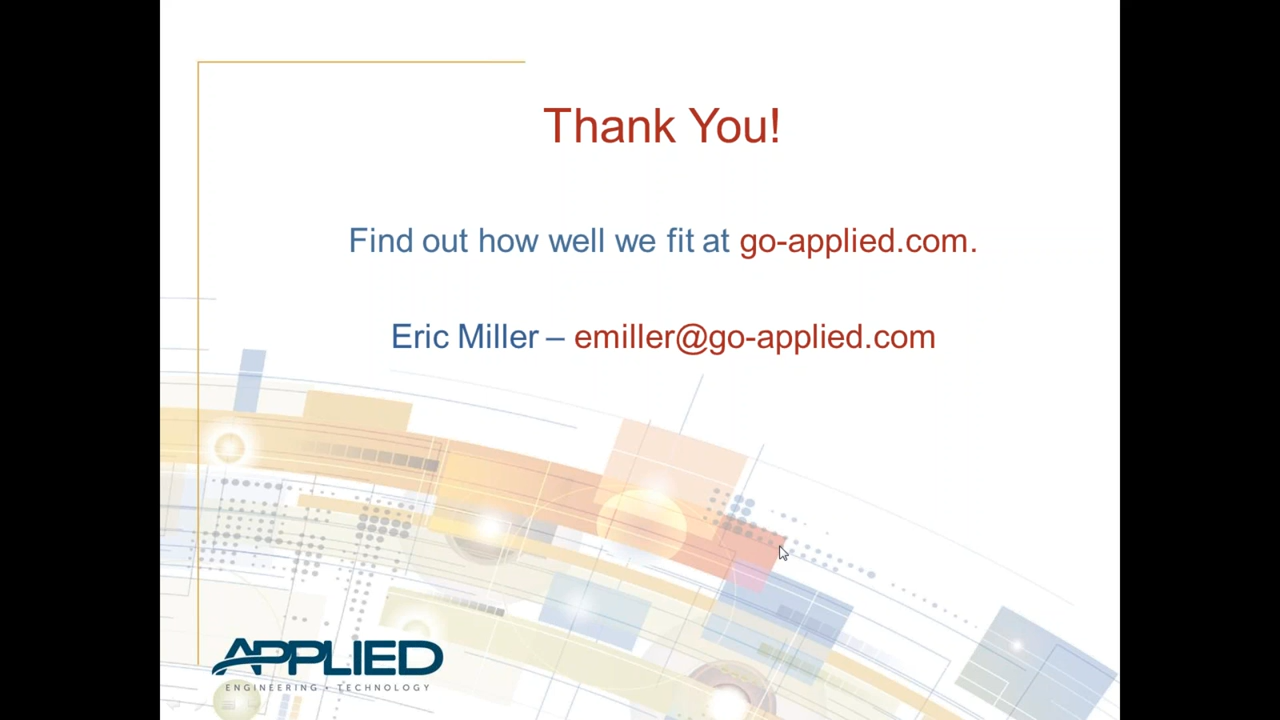 Thank You!
Find out how well we fit at go-applied.com.
Eric Miller – emiller@go-applied.com
APPLIED
ENGINEERING • TECHNOLOGY